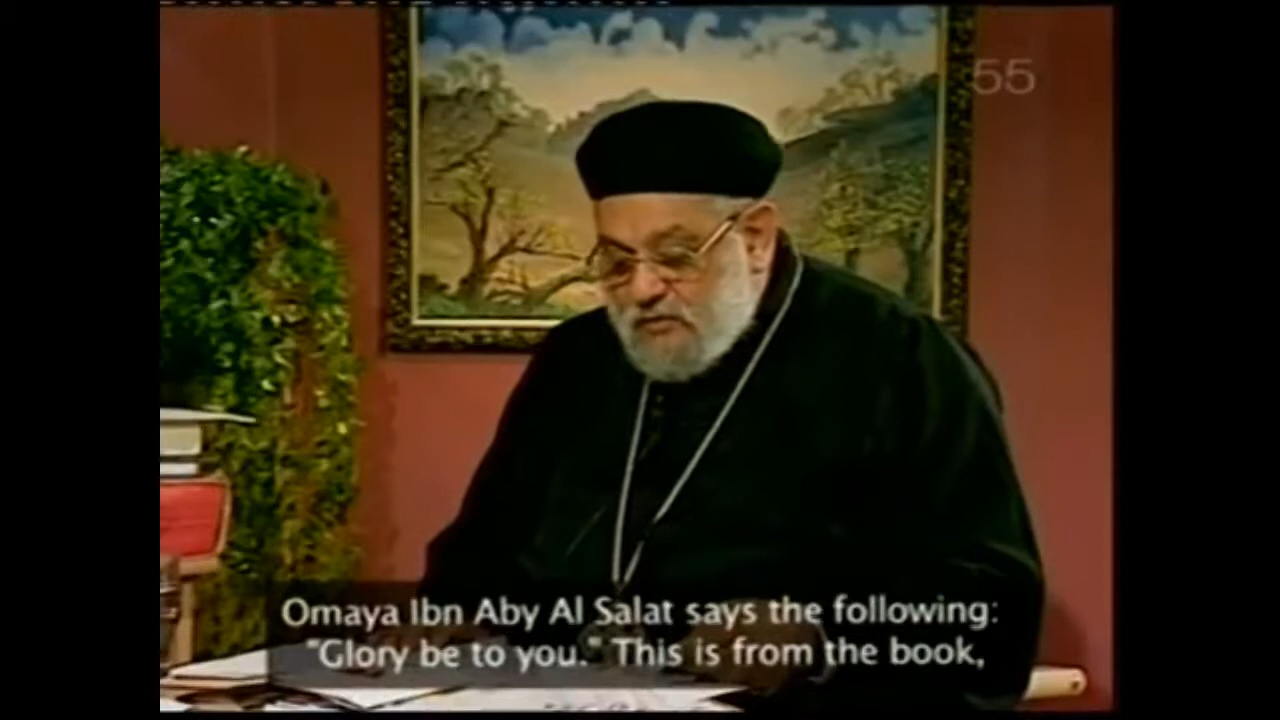 55
Omaya Ibn Aby Al Salat says the following:
"Glory be to you." This is from the book,